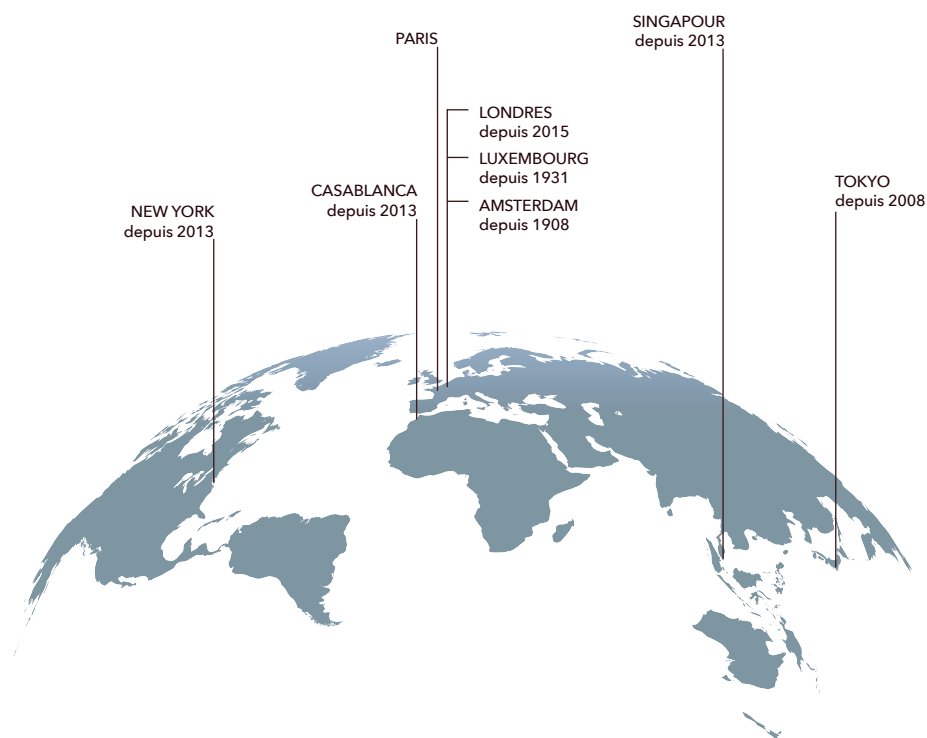 SINGAPOUR
depuis 2013
PARIS
LONDRES
depuis 2015
LUXEMBOURG
depuis 1931
AMSTERDAM
depuis 1908
CASABLANCA
depuis 2013
NEW YORK
depuis 2013
TOKYO
depuis 2008